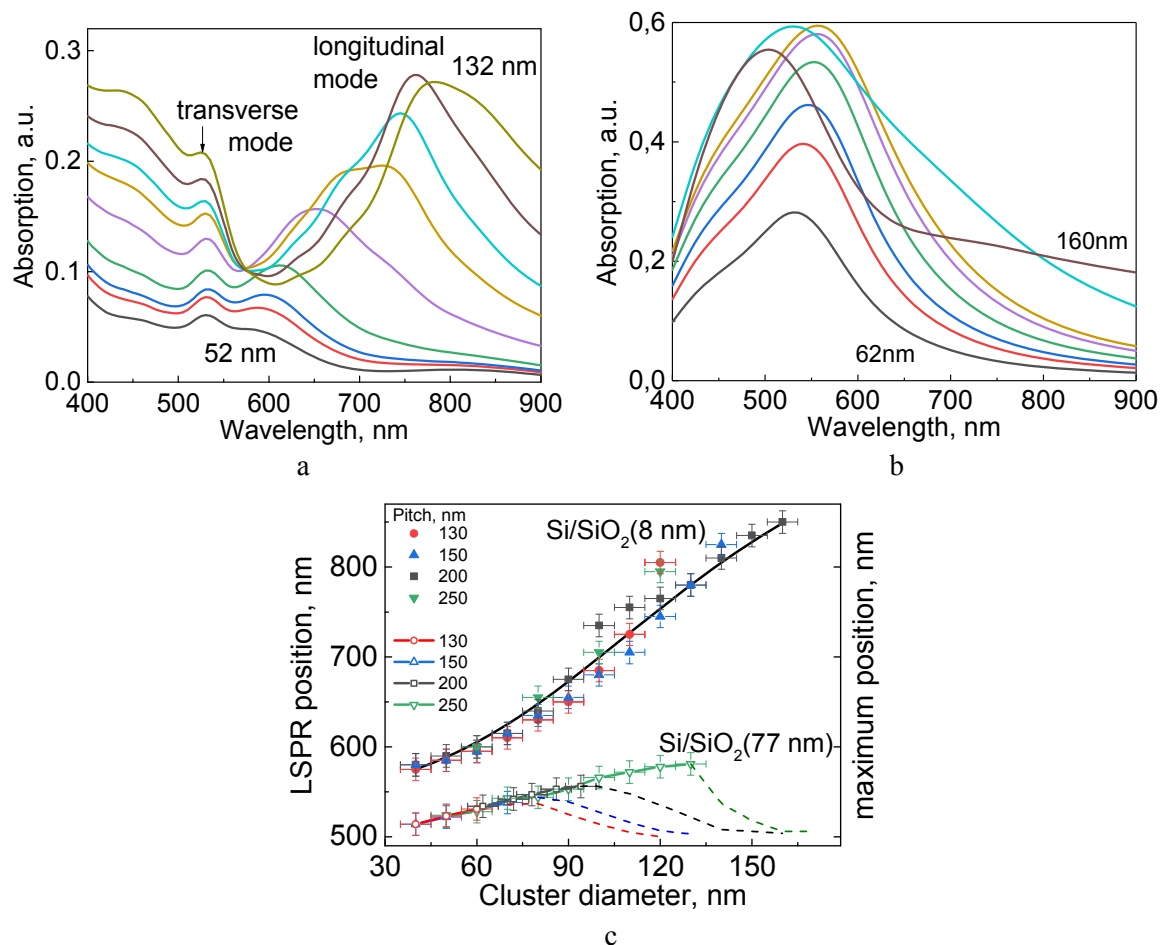 0.3
0.2
0.1
0.0
Absorption, a.u.
longitudinal
mode
132 nm
transverse
mode
52 nm
400 500 600 700 800 900
Wavelength, nm
a
0,6
0.4
0.2
0.0
Absorption, a.u.
160nm
62nm
400 500 600 700 800 900
Wavelength, nm
b
Pitch, nm
130
150
200
250
130
150
200
250
Si/SiO₂(8 nm)
Si/SiO₂(77 nm)
800
700
600
500
LSPR position, nm
maximum position, nm
30 60 90 120 150
Cluster diameter, nm
c